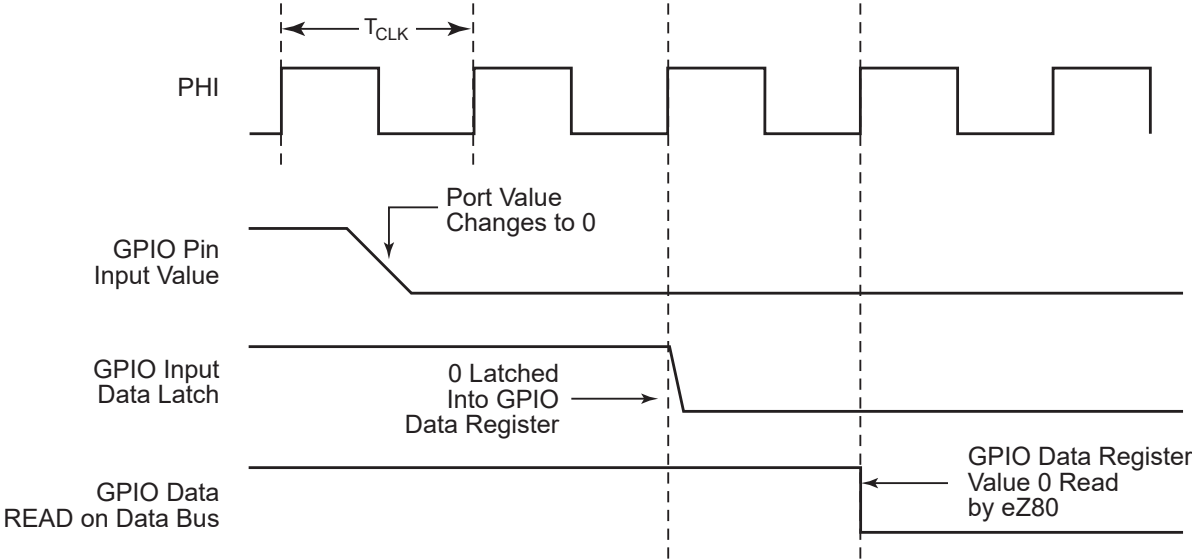 TCLK
PHI
Port Value
Changes to 0
GPIO Pin
Input Value
GPIO Input
Data Latch
0 Latched
Into GPIO
Data Register
GPIO Data Register
Value 0 Read
by eZ80
GPIO Data
READ on Data Bus